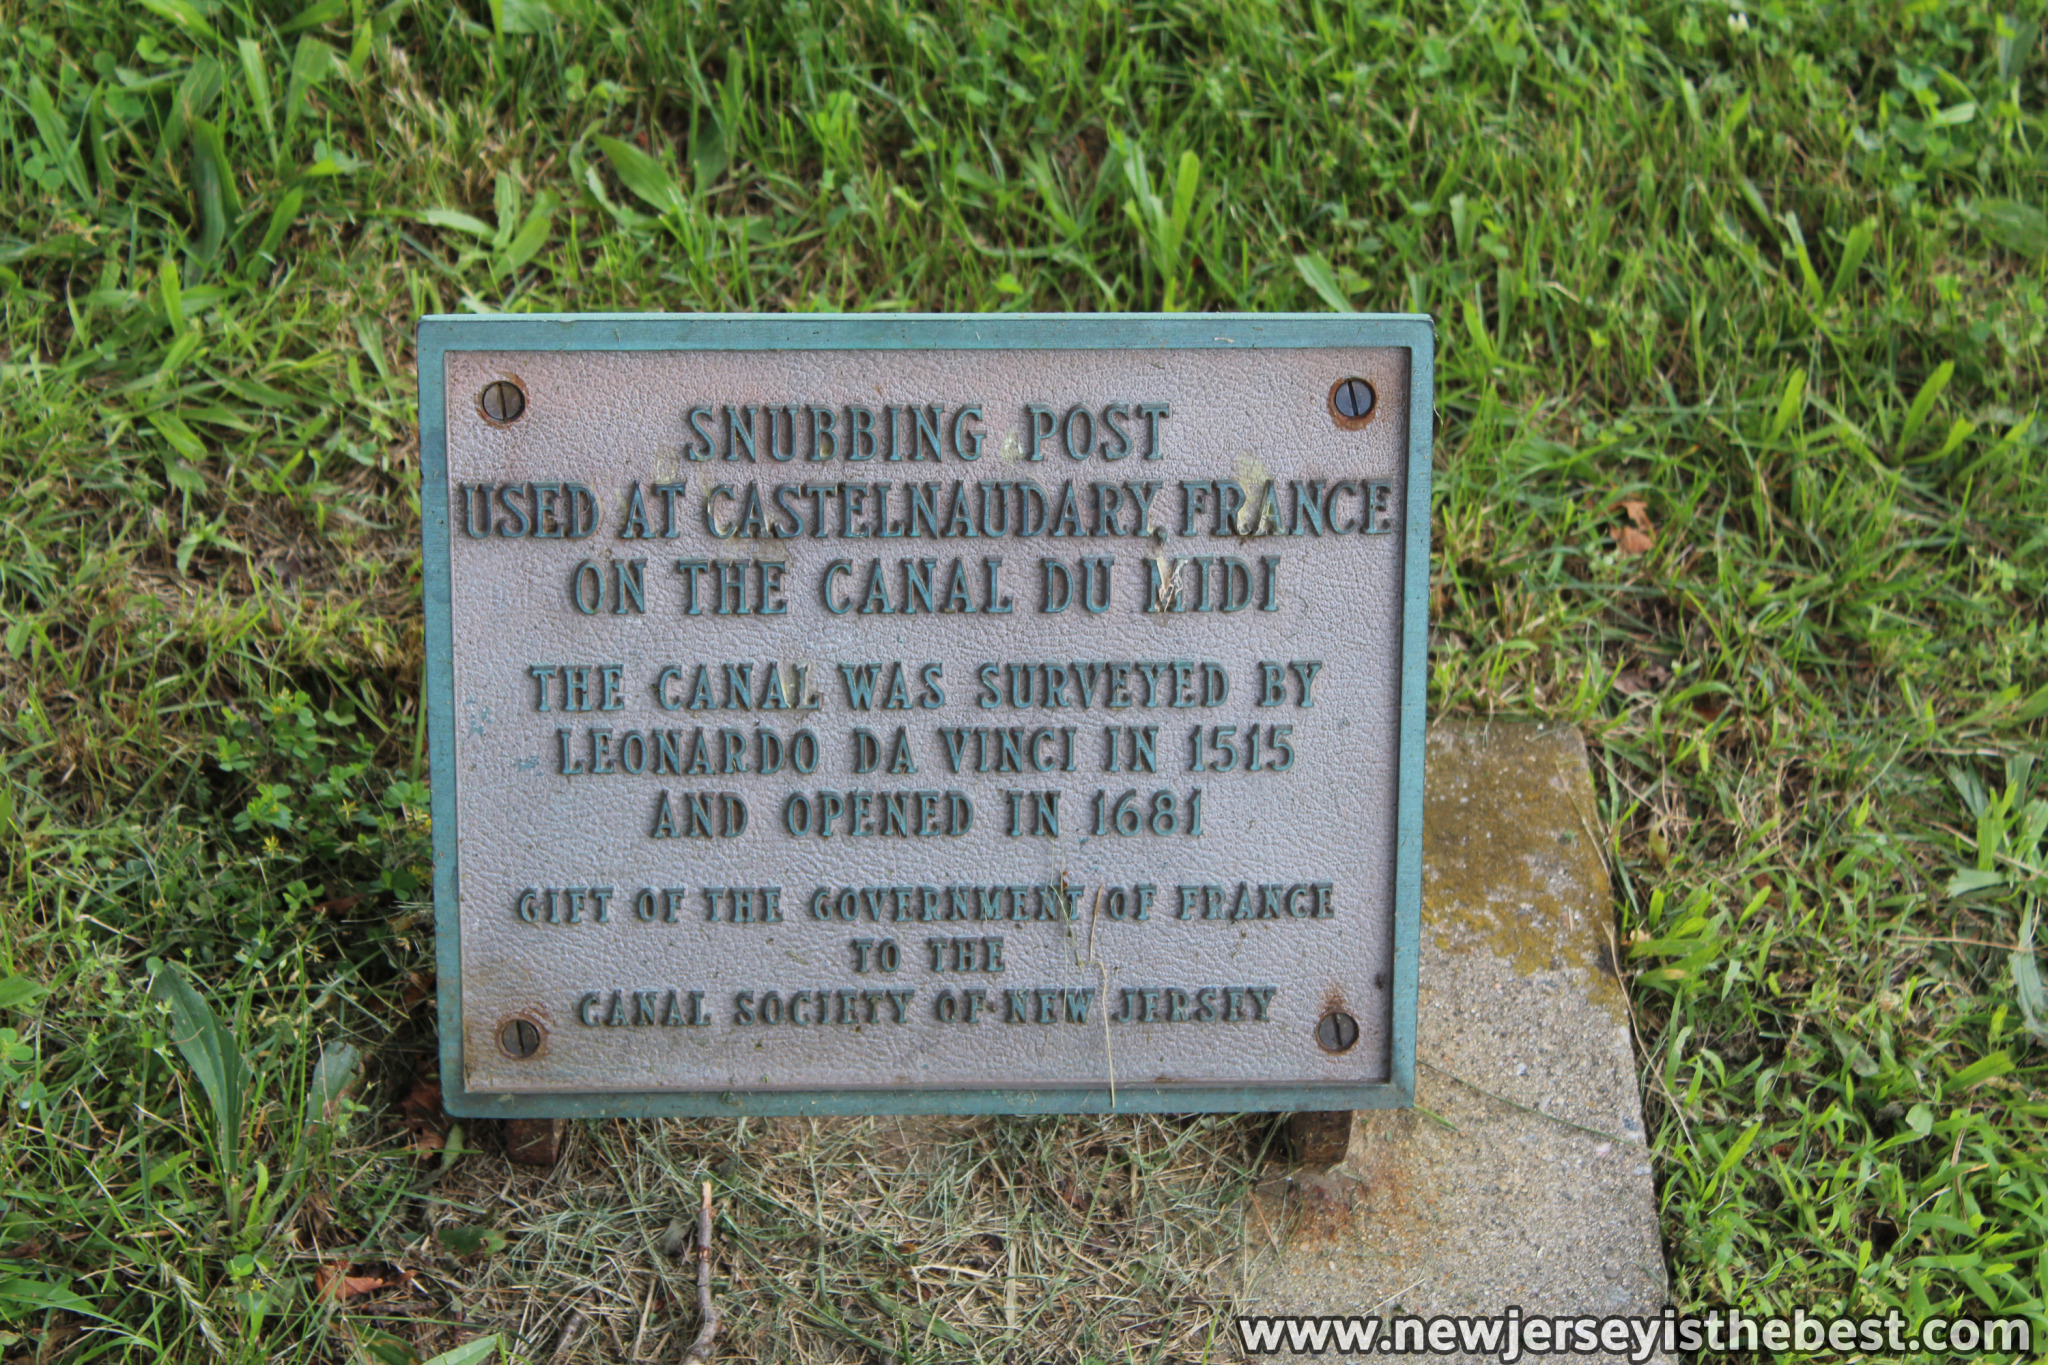 SNUBBING POST
USED AT CASTELNAUDARY, FRANCE
ON THE CANAL DU MIDI
THE CANAL WAS SURVEYED BY
LEONARDO DA VINCI IN 1515
AND OPENED IN 1681
GIFT OF THE GOVERNMENT OF FRANCE
TO THE
CANAL SOCIETY OF NEW JERSEY
www.newjerseyisthebest.com